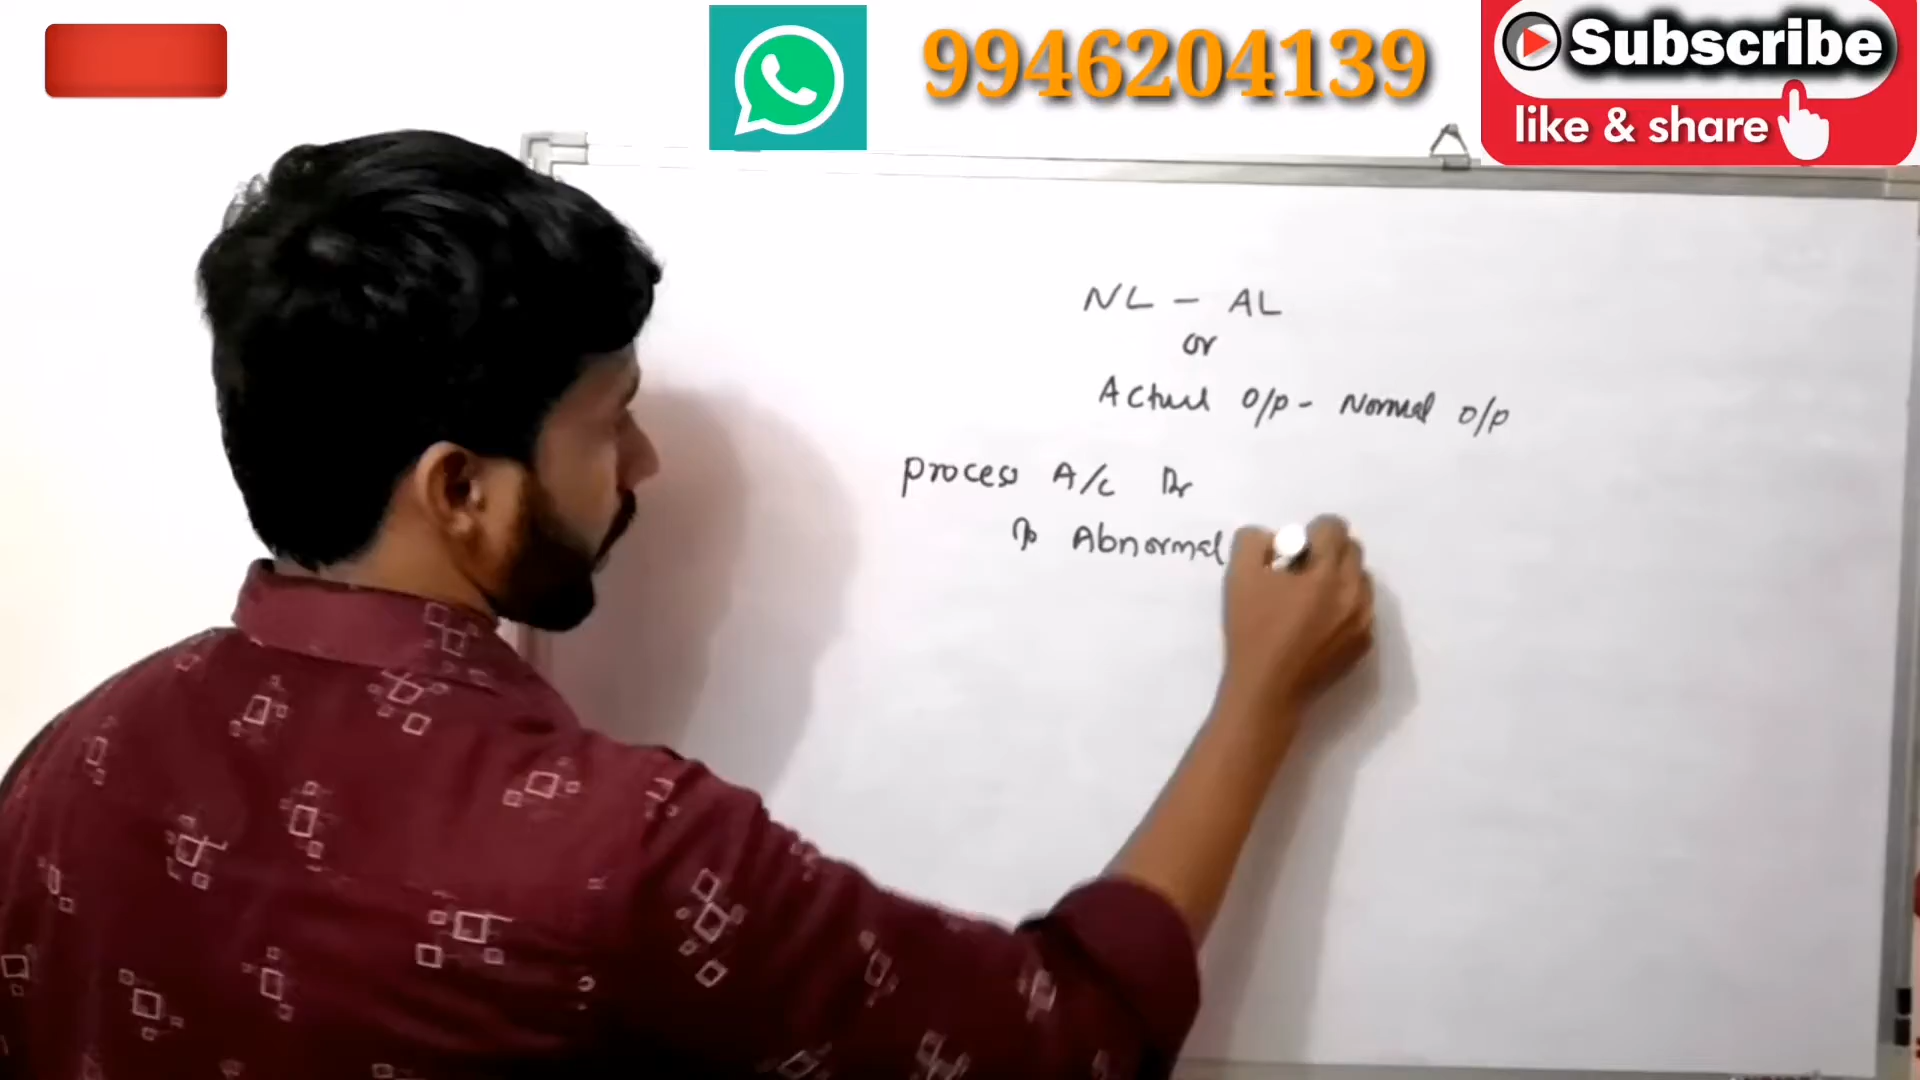 9946204139
Subscribe
like & share
NL - AL
or
Actual O/P - Normal O/P
process A/c Dr
To Abnormal